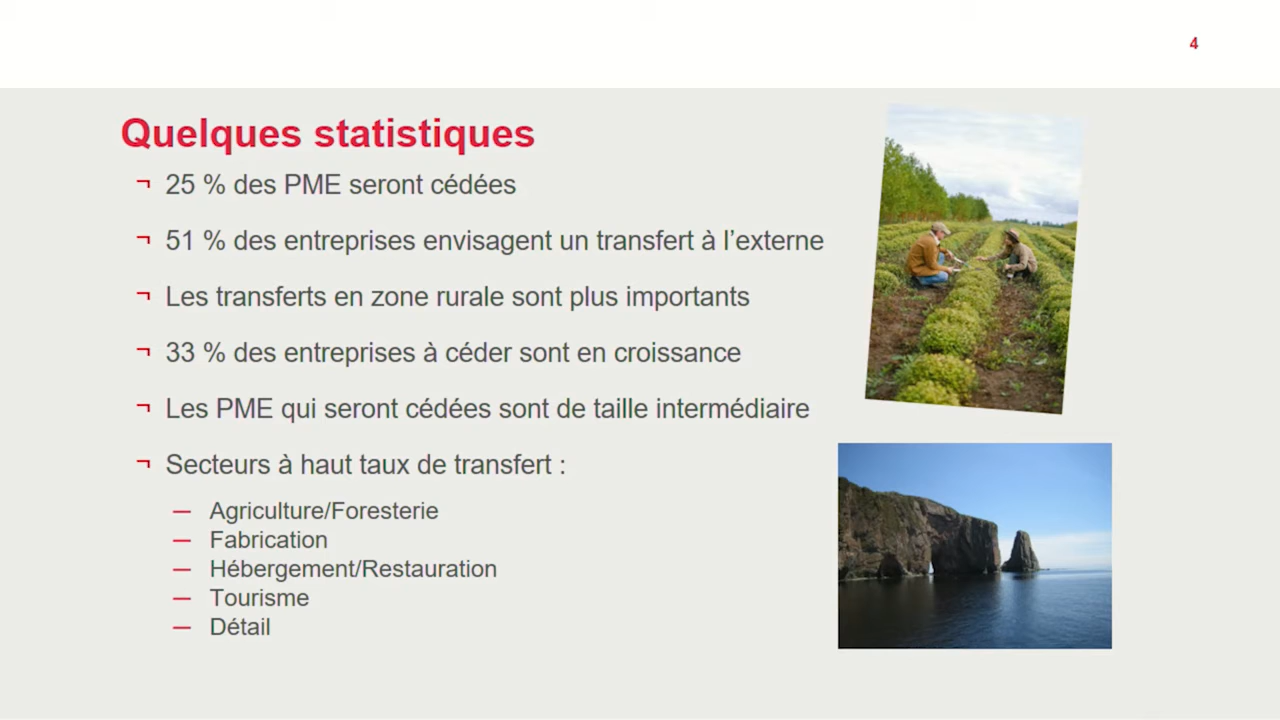 4
Quelques statistiques
¬ 25 % des PME seront cédées
¬ 51 % des entreprises envisagent un transfert à l’externe
¬ Les transferts en zone rurale sont plus importants
¬ 33 % des entreprises à céder sont en croissance
¬ Les PME qui seront cédées sont de taille intermédiaire
¬ Secteurs à haut taux de transfert :
— Agriculture/Foresterie
— Fabrication
— Hébergement/Restauration
— Tourisme
— Détail